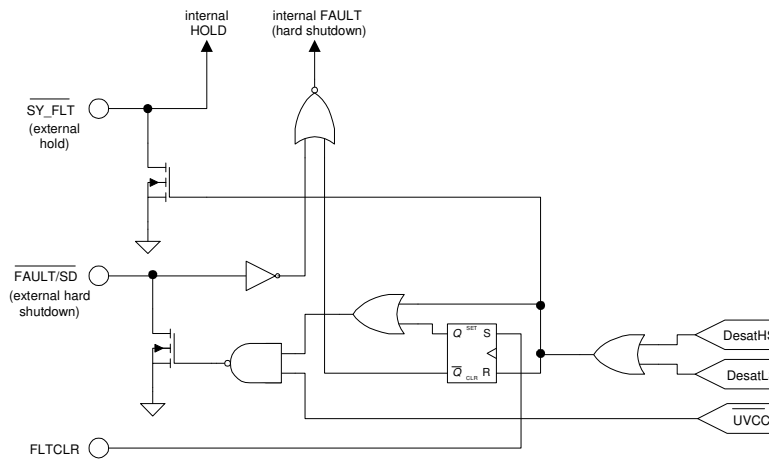 internal
HOLD
internal FAULT
(hard shutdown)
SY_FLT
(external
hold)
FAULT/SD
(external hard
shutdown)
Q SET S
Q CLR R
DesatHS
DesatL
UVCC
FLTCLR